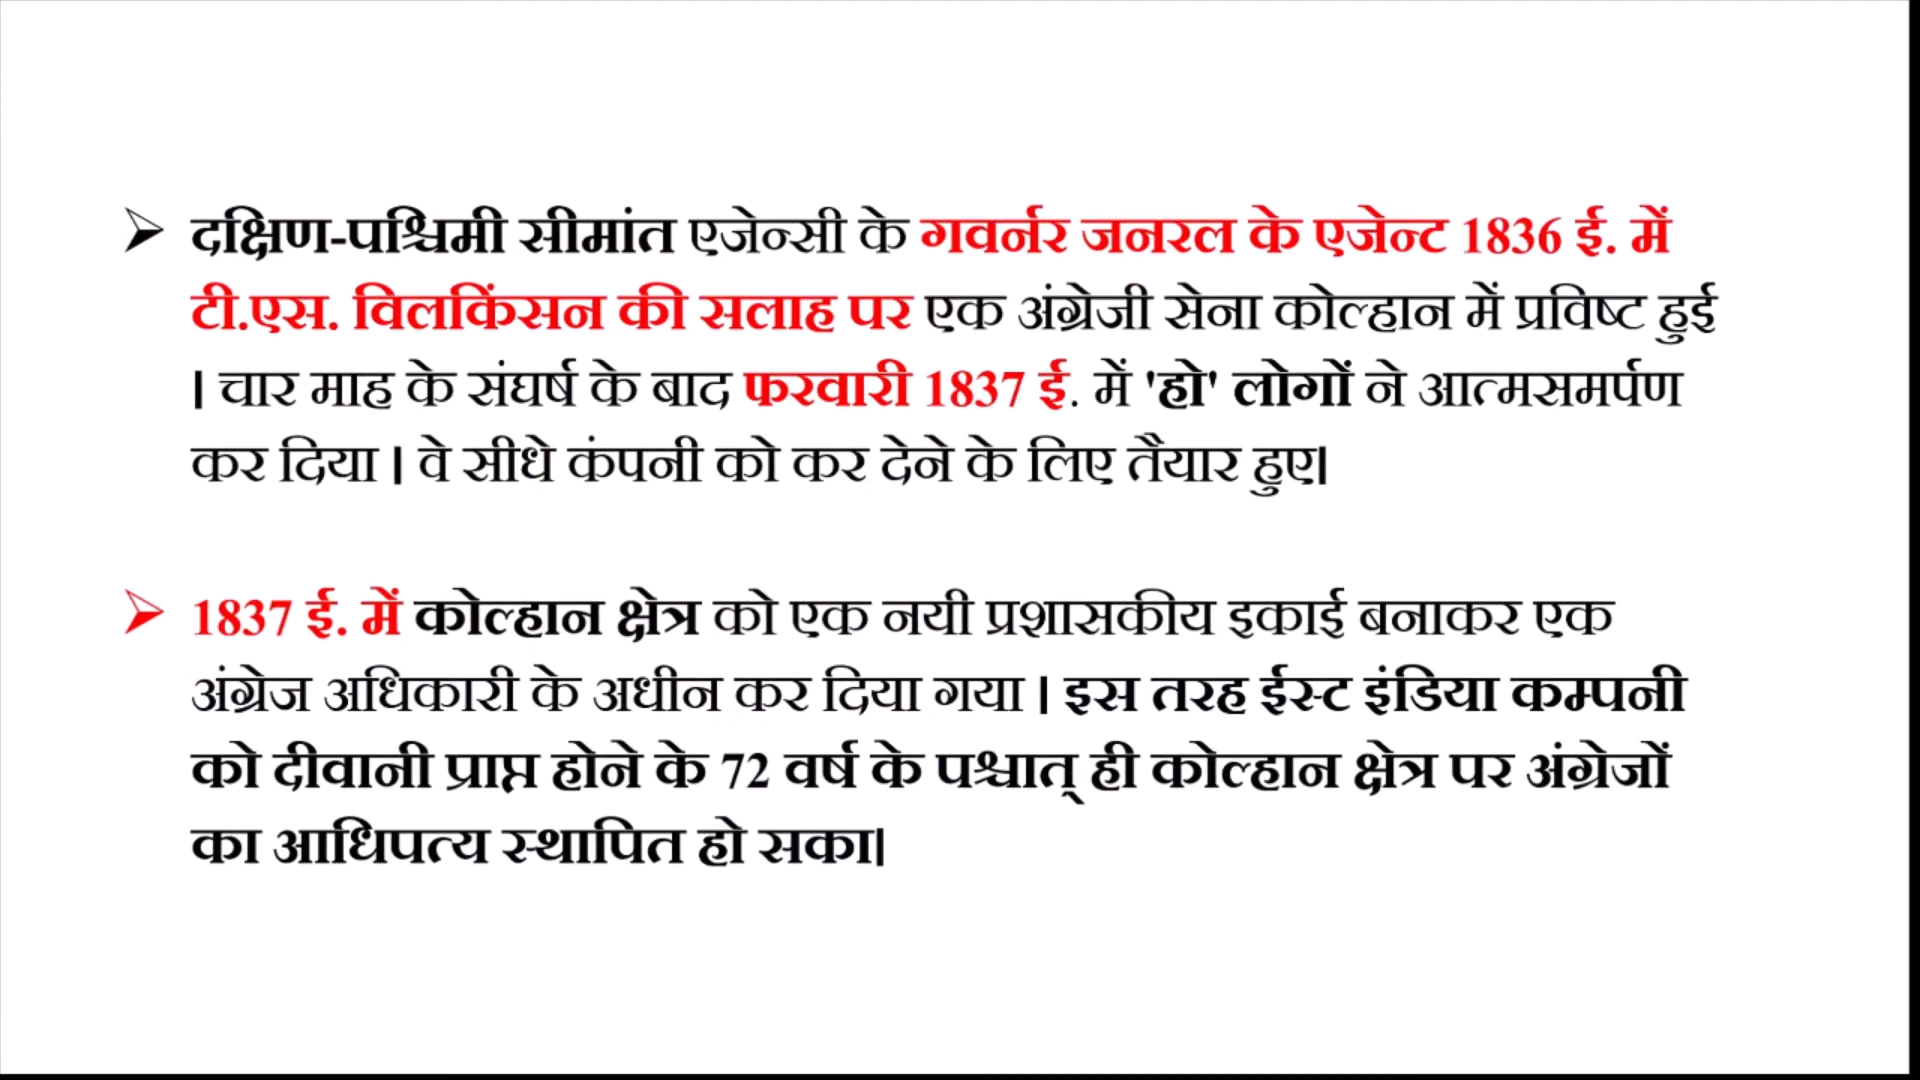 ➢ दक्षिण-पश्चिमी सीमांत एजेन्सी के गवर्नर जनरल के एजेन्ट 1836 ई. में
टी.एस. विलकिंसन की सलाह पर एक अंग्रेजी सेना कोल्हान में प्रविष्ट हुई
। चार माह के संघर्ष के बाद फरवारी 1837 ई. में 'हो' लोगों ने आत्मसमर्पण
कर दिया । वे सीधे कंपनी को कर देने के लिए तैयार हुए।
➢ 1837 ई. में कोल्हान क्षेत्र को एक नयी प्रशासकीय इकाई बनाकर एक
अंग्रेज अधिकारी के अधीन कर दिया गया । इस तरह ईस्ट इंडिया कम्पनी
को दीवानी प्राप्त होने के 72 वर्ष के पश्चात् ही कोल्हान क्षेत्र पर अंग्रेजों
का आधिपत्य स्थापित हो सका।